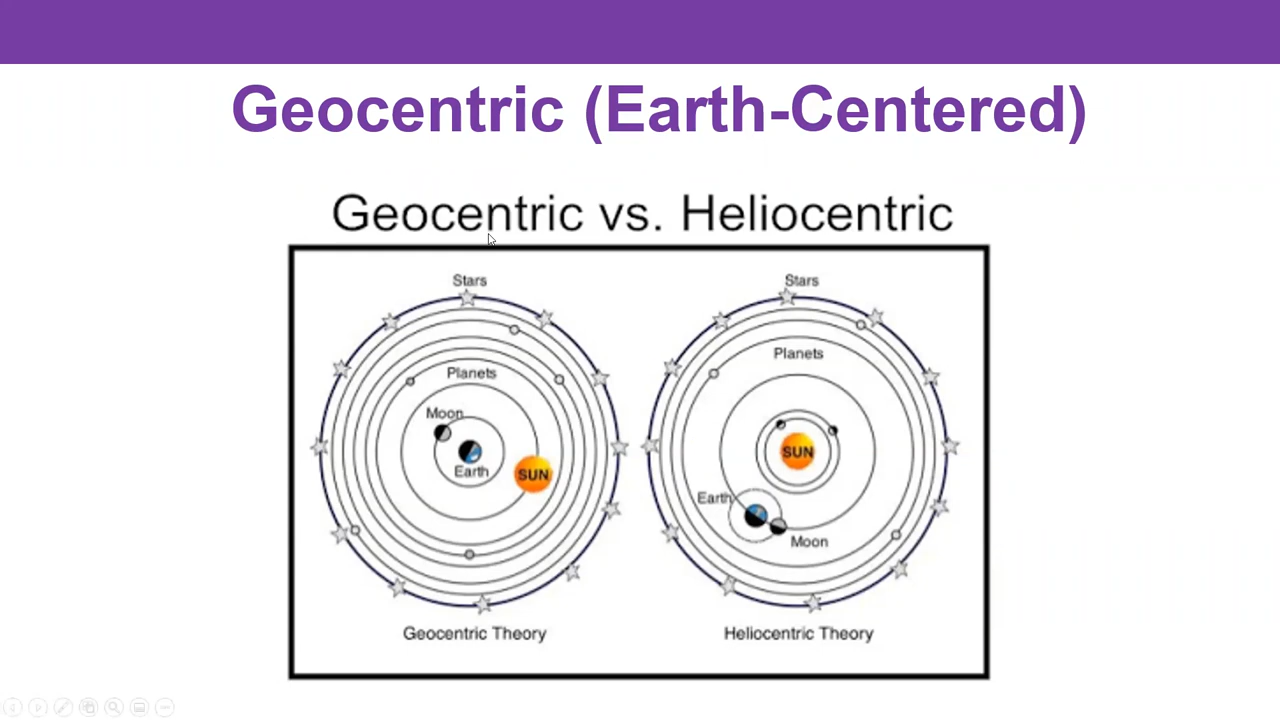 Geocentric (Earth-Centered)
Geocentric vs. Heliocentric
Stars
Planets
Moon
Earth
SUN
Geocentric Theory
Stars
Planets
SUN
Earth
Moon
Heliocentric Theory